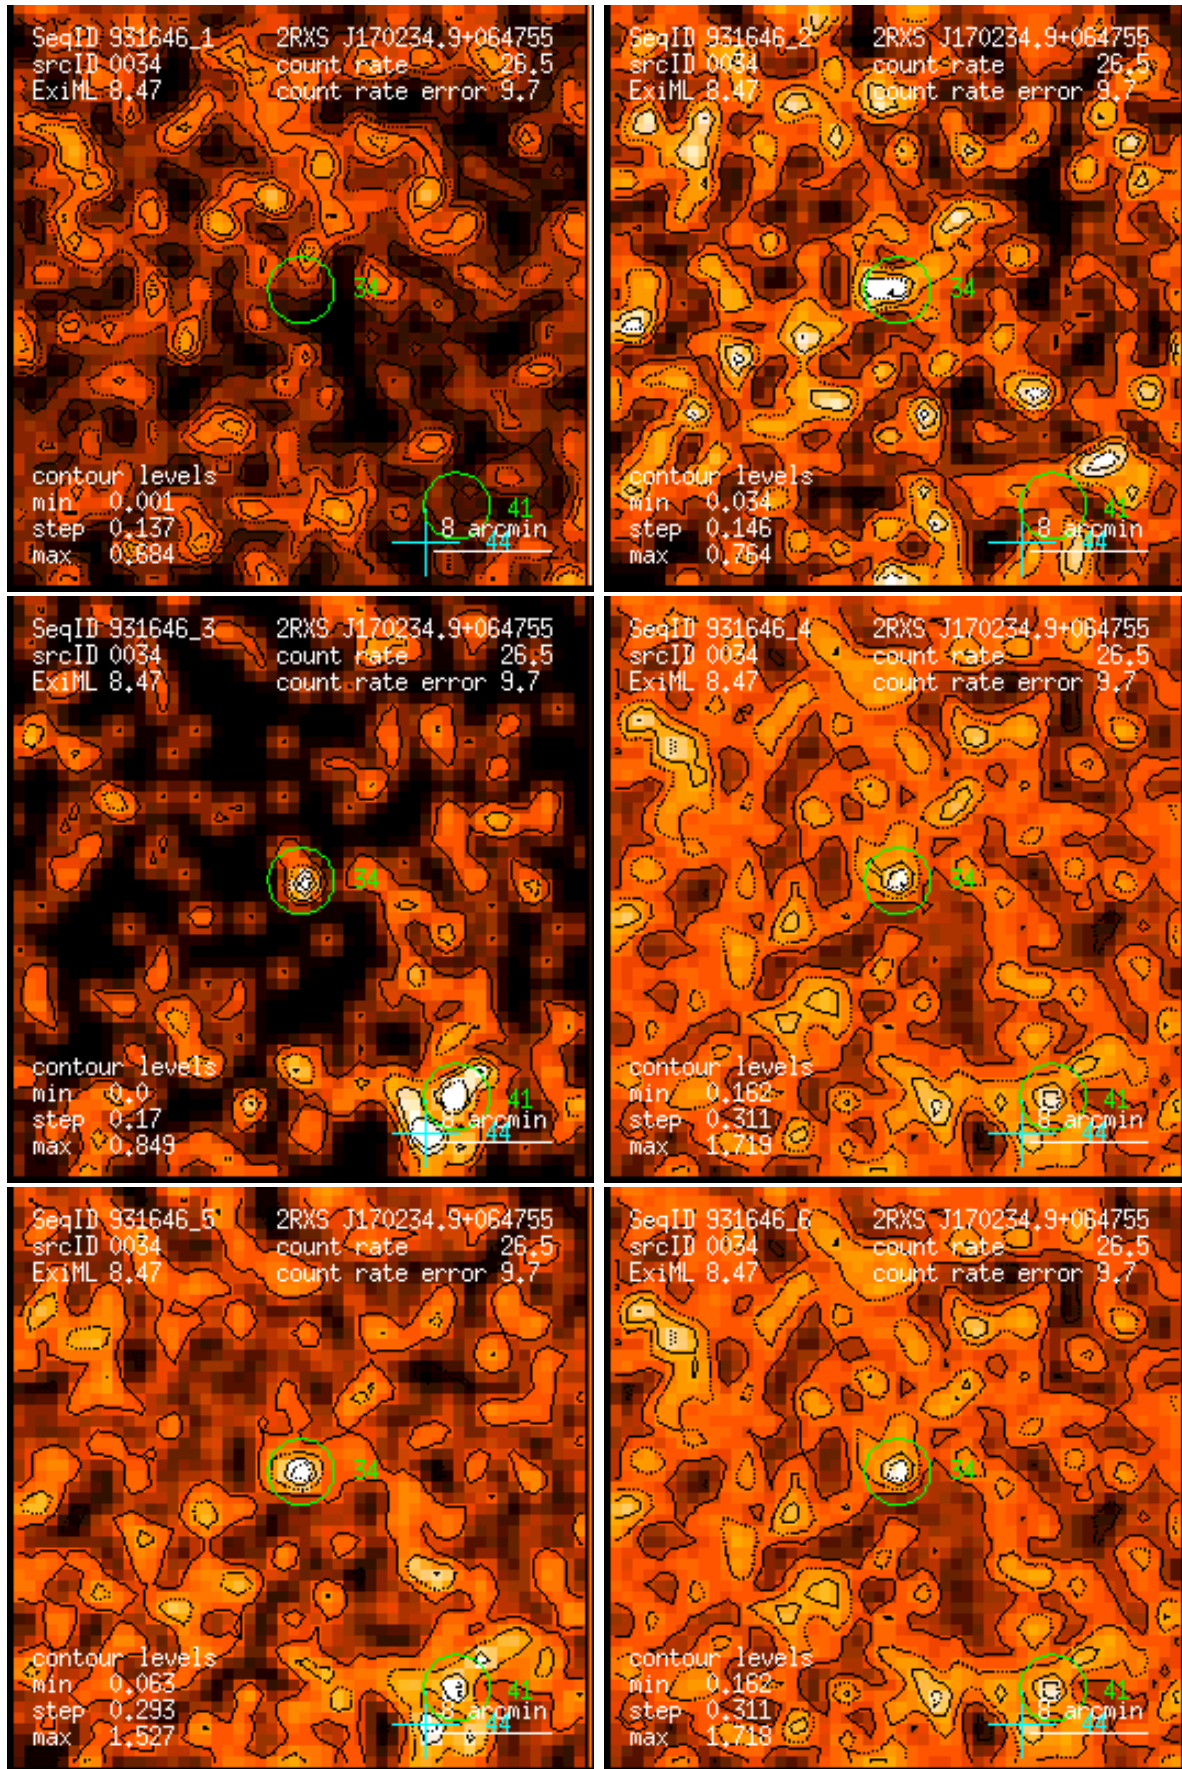 SeqID 931646_1 2RXS J170234.9+064755
srcID 0034 count rate 26.5
ExiML 8.47 count rate error 9.7
34
contour levels
min 0.001
41
step 0.137 8 arcmin
44
max 0.684
SeqID 931646_2 2RXS J170234.9+064755
srcID 0034 count rate 26.5
ExiML 8.47 count rate error 9.7
34
contour levels
min 0.034
41
step 0.146 8 arcmin
44
max 0.764
SeqID 931646_3 2RXS J170234.9+064755
srcID 0034 count rate 26.5
ExiML 8.47 count rate error 9.7
34
contour levels
min 0.0
41
step 0.17 8 arcmin
44
max 0.849
SeqID 931646_4 2RXS J170234.9+064755
srcID 0034 count rate 26.5
ExiML 8.47 count rate error 9.7
34
contour levels
min 0.162
41
step 0.311 8 arcmin
44
max 1.719
SeqID 931646_5 2RXS J170234.9+064755
srcID 0034 count rate 26.5
ExiML 8.47 count rate error 9.7
34
contour levels
min 0.063
41
step 0.293 8 arcmin
44
max 1.527
SeqID 931646_6 2RXS J170234.9+064755
srcID 0034 count rate 26.5
ExiML 8.47 count rate error 9.7
34
contour levels
min 0.162
41
step 0.311 8 arcmin
44
max 1.718